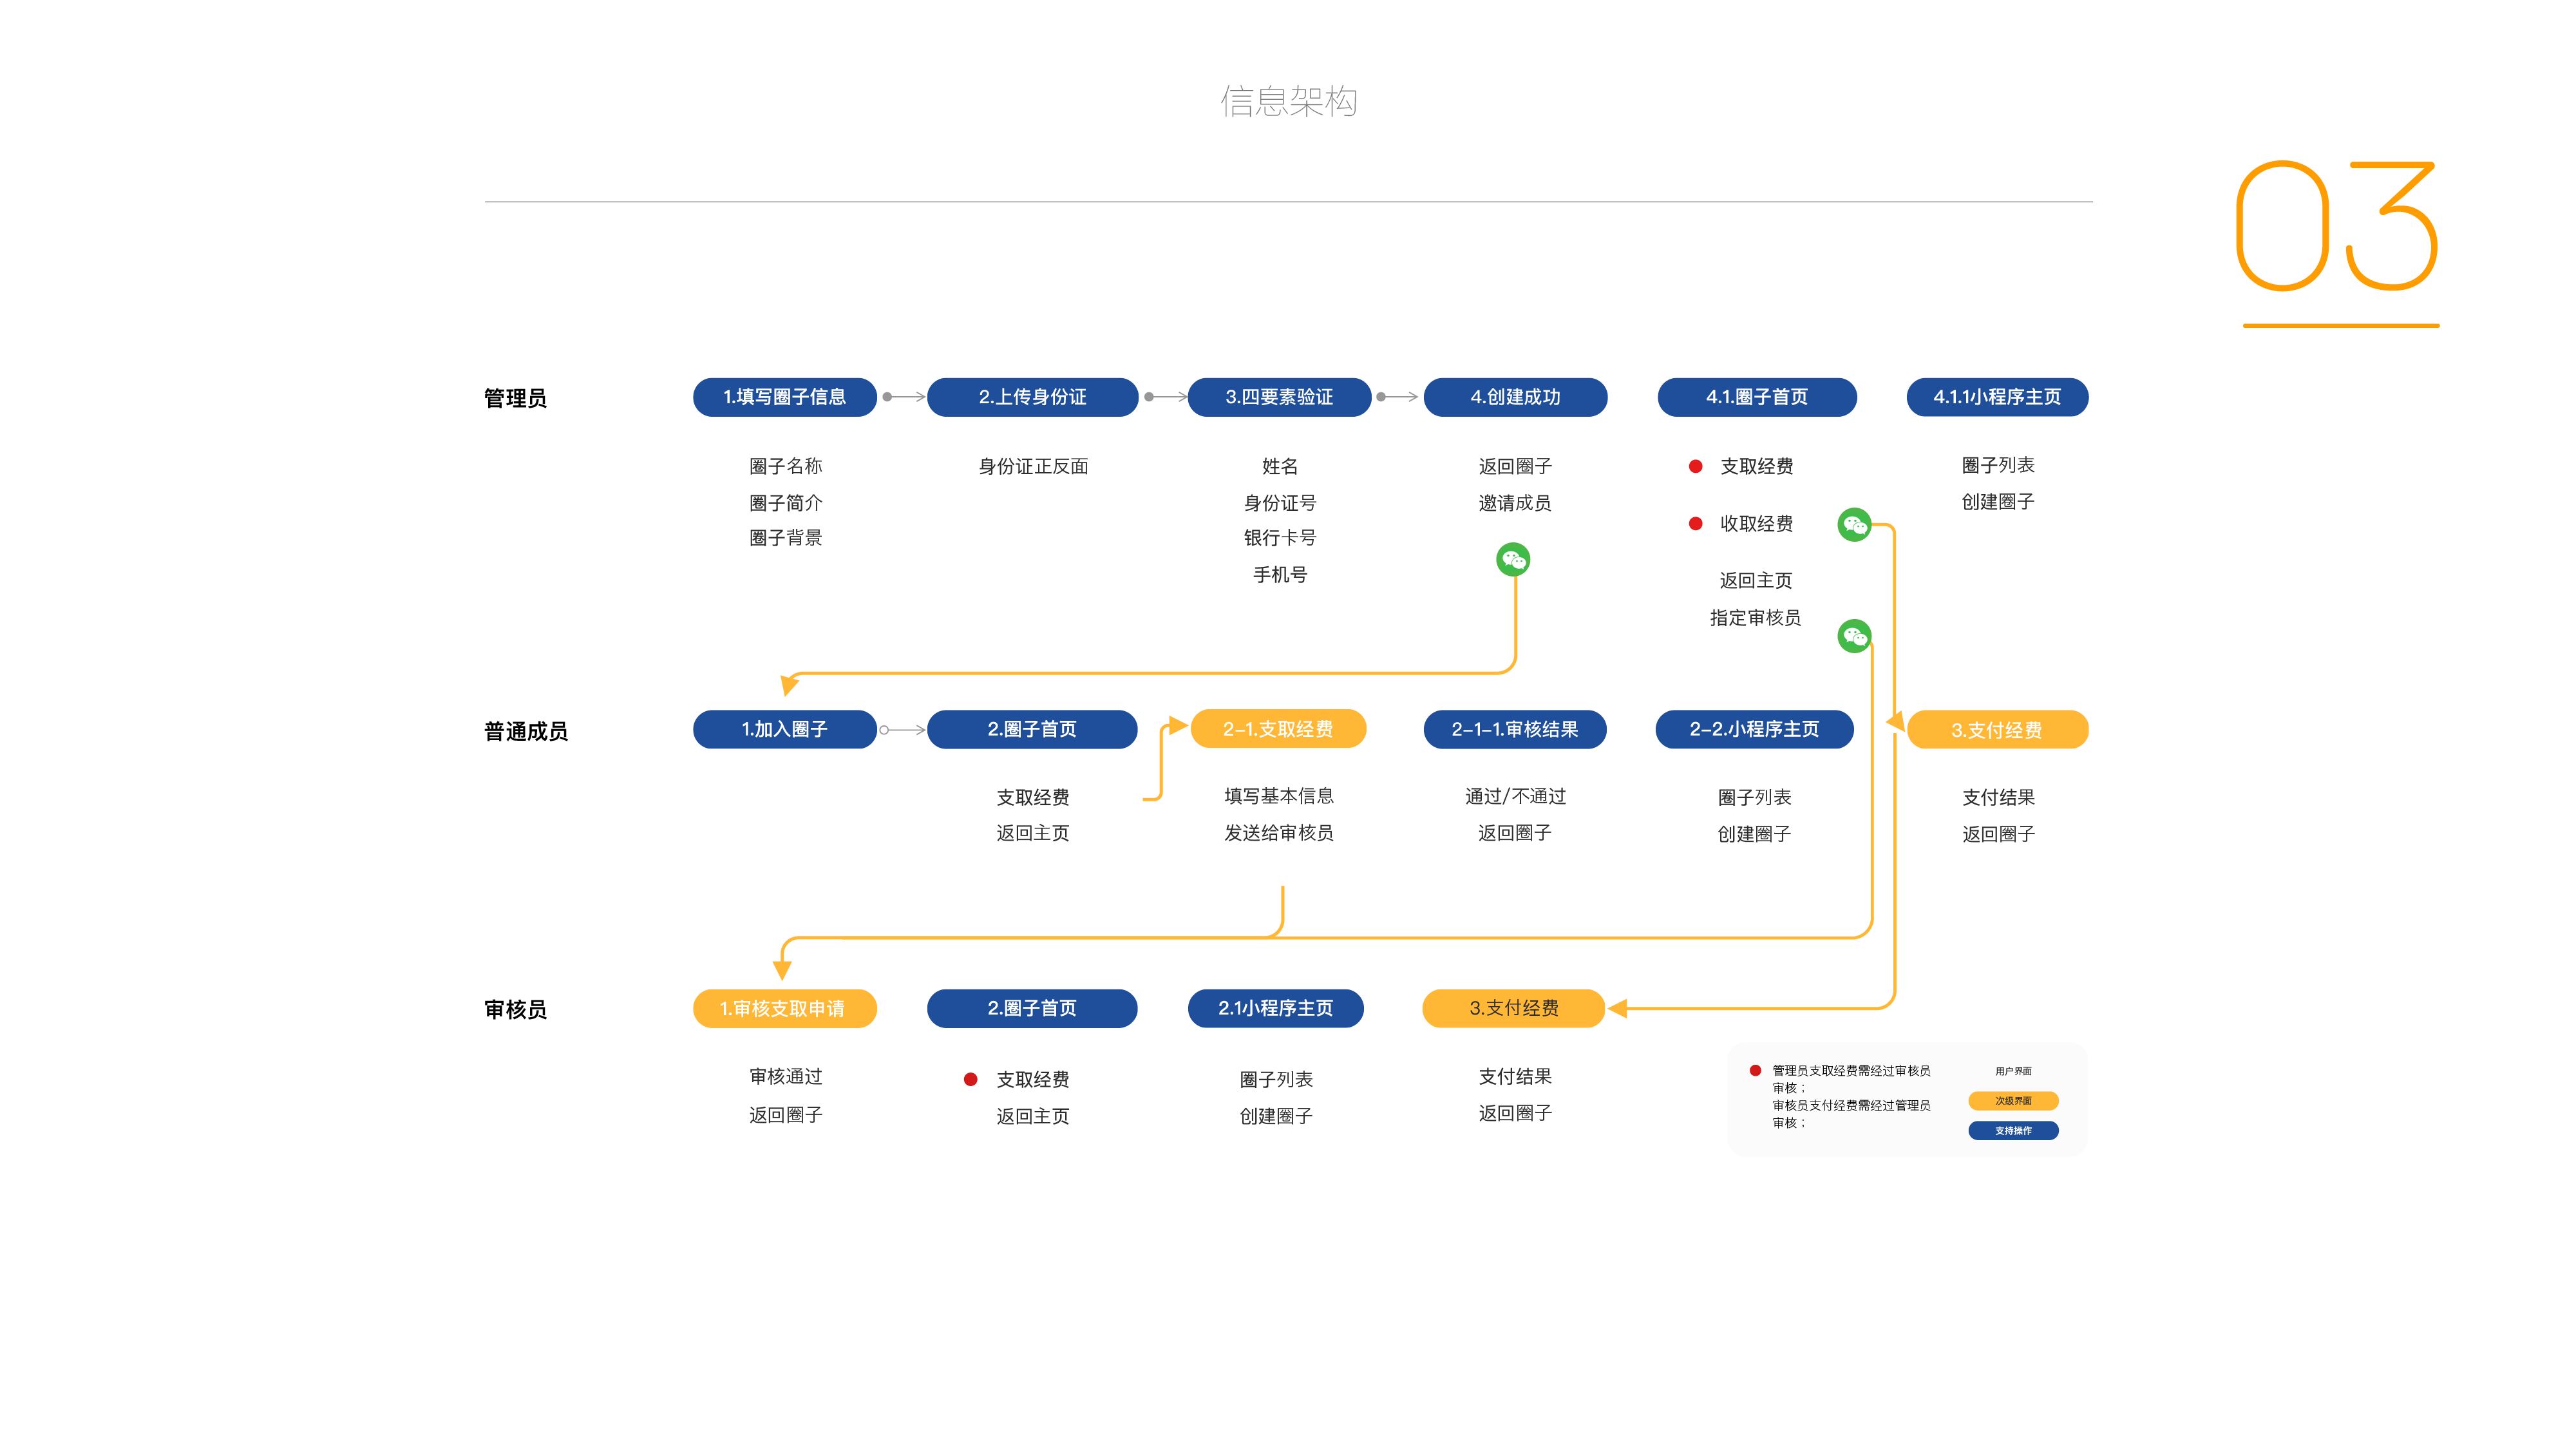 信息架构
03
管理员
1.填写圈子信息
2.上传身份证
3.四要素验证
4.创建成功
4.1.圈子首页
4.1.1小程序主页
圈子名称
圈子简介
圈子背景
身份证正反面
姓名
身份证号
银行卡号
手机号
返回圈子
邀请成员
支取经费
收取经费
返回主页
指定审核员
圈子列表
创建圈子
普通成员
1.加入圈子
2.圈子首页
2-1.支取经费
2-1-1.审核结果
2-2.小程序主页
3.支付经费
支取经费
返回主页
填写基本信息
发送给审核员
通过/不通过
返回圈子
圈子列表
创建圈子
支付结果
返回圈子
审核员
1.审核支取申请
2.圈子首页
2.1小程序主页
3.支付经费
审核通过
返回圈子
支取经费
返回主页
圈子列表
创建圈子
支付结果
返回圈子
管理员支取经费需经过审核员
审核；
审核员支付经费需经过管理员
审核；
用户界面
次级界面
支持操作